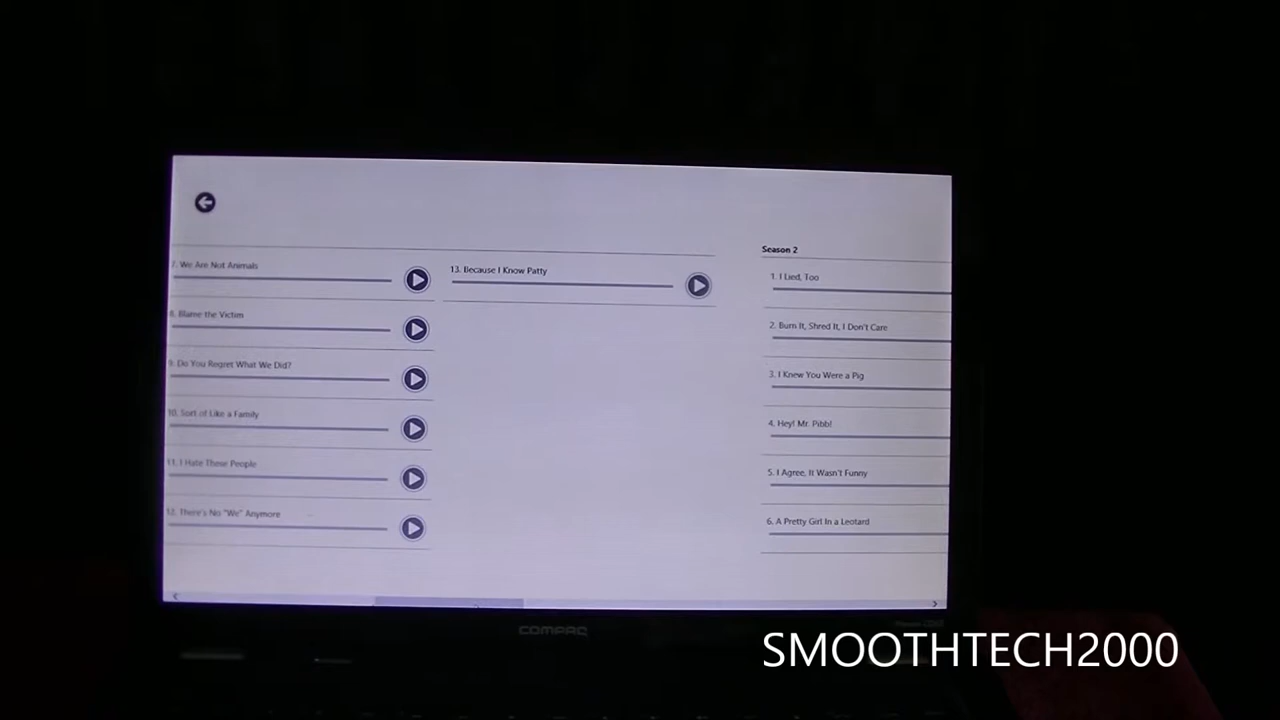 7. We Are Not Animals
8. Blame the Victim
9. Do You Regret What We Did?
10. Sort of Like a Family
11. I Hate These People
12. There's No "We" Anymore
13. Because I Know Patty
Season 2
1. I Lied, Too
2. Burn It, Shred It, I Don't Care
3. I Knew You Were a Pig
4. Hey! Mr. Pibb!
5. I Agree, It Wasn't Funny
6. A Pretty Girl In a Leotard
COMPAQ
SMOOTHTECH2000